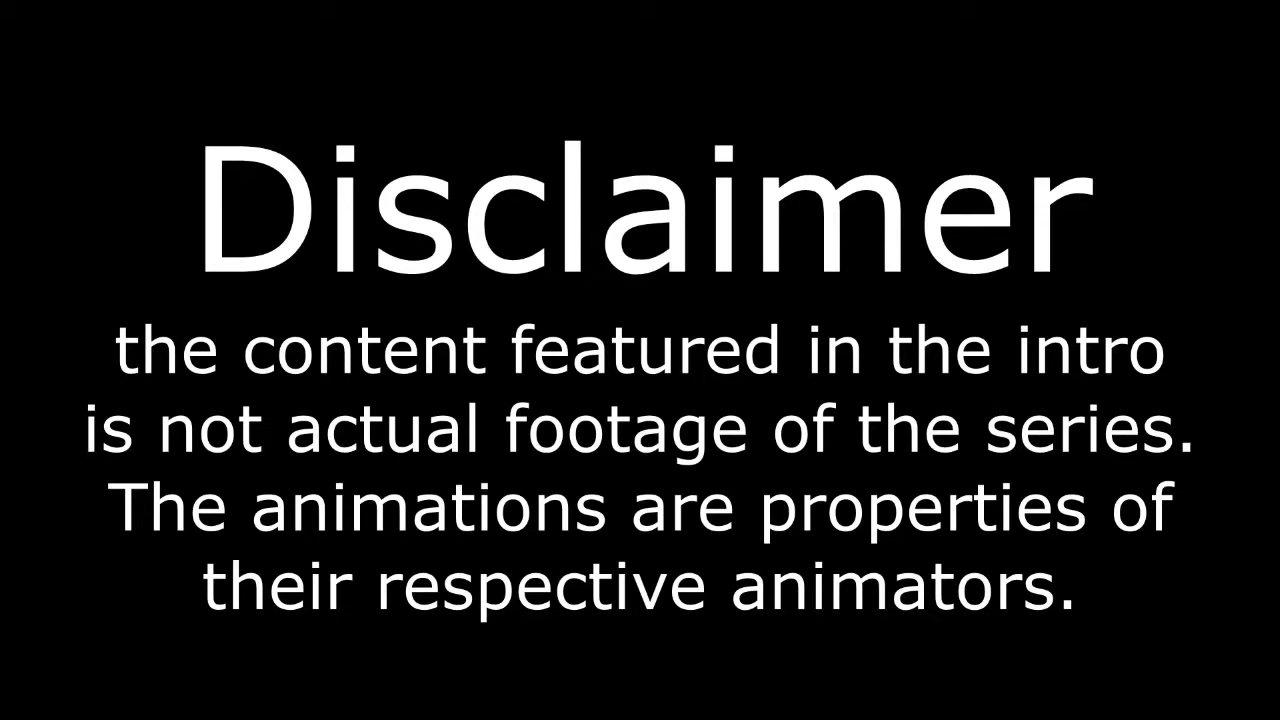 Disclaimer
the content featured in the intro
is not actual footage of the series.
The animations are properties of
their respective animators.